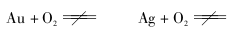 Au + O₂ ≠ Ag + O₂ ≠